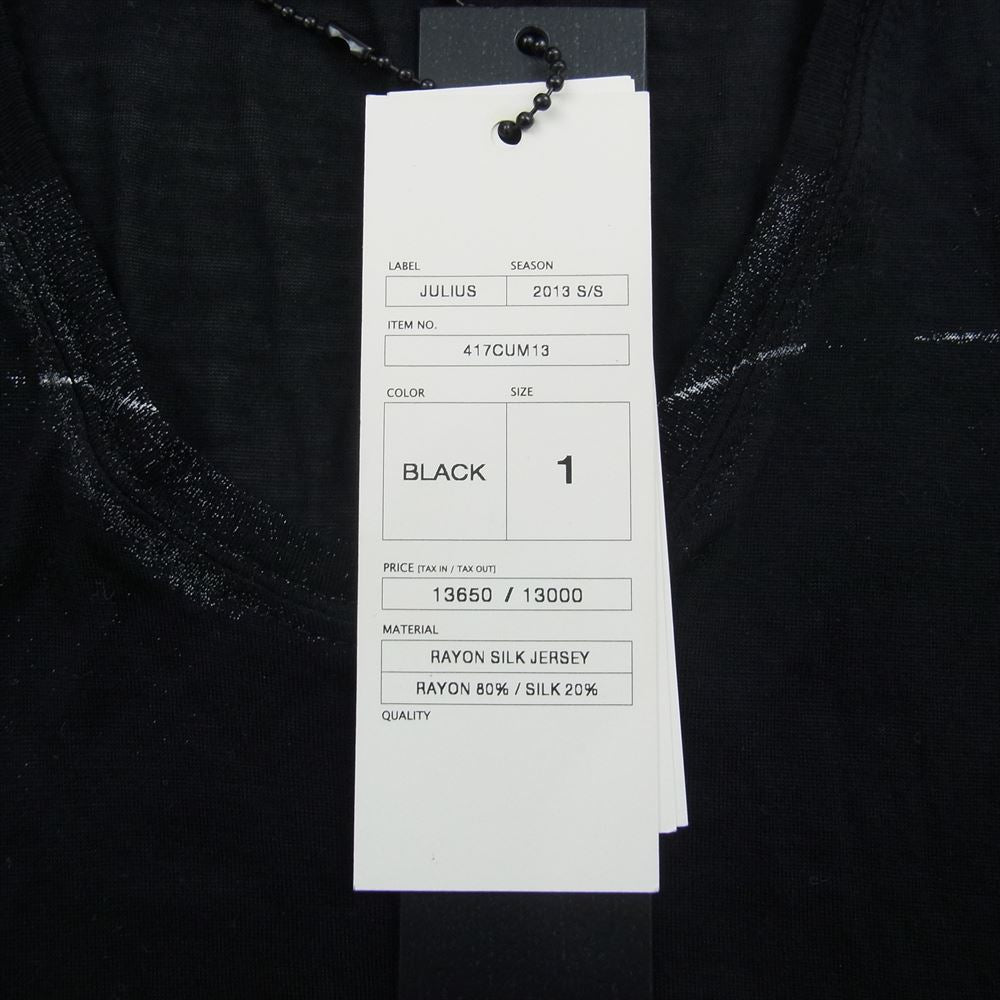 LABEL SEASON
JULIUS 2013 S/S
ITEM NO.
417CUM13
COLOR SIZE
BLACK 1
PRICE [TAX IN / TAX OUT]
13650 / 13000
MATERIAL
RAYON SILK JERSEY
RAYON 80% / SILK 20%
QUALITY